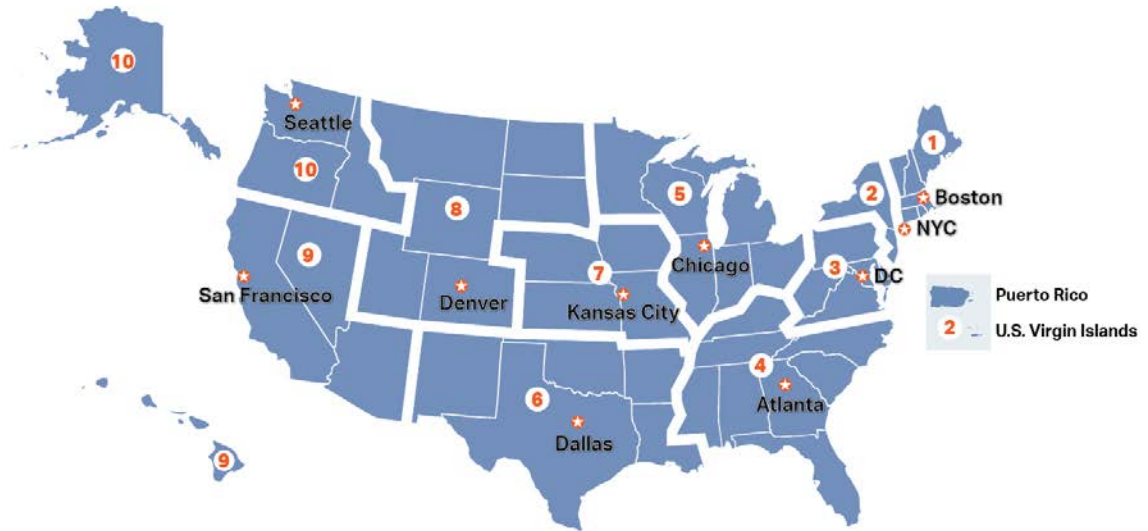 10
Seattle
10
8
5
1
2
Boston
NYC
9
7
Chicago
3
DC
San Francisco
Denver
Kansas City
Puerto Rico
2
U.S. Virgin Islands
4
6
Atlanta
Dallas
9